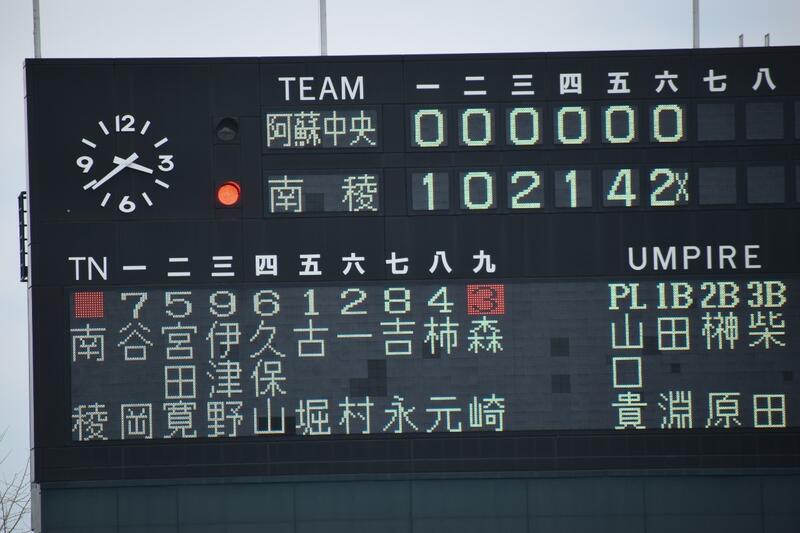 TEAM 一 二 三 四 五 六 七 八
阿蘇中央 0 0 0 0 0 0
南稜 1 0 2 1 4 2X
12
3
6
9
TN 一 二 三 四 五 六 七 八 九
7 5 9 6 1 2 8 4 3
南稜 谷岡 宮田寛 伊津野 久保山 古堀 一村 吉永 柿元 森崎
UMPIRE
PL 1B 2B 3B
山口貴 田淵 榊原 柴田